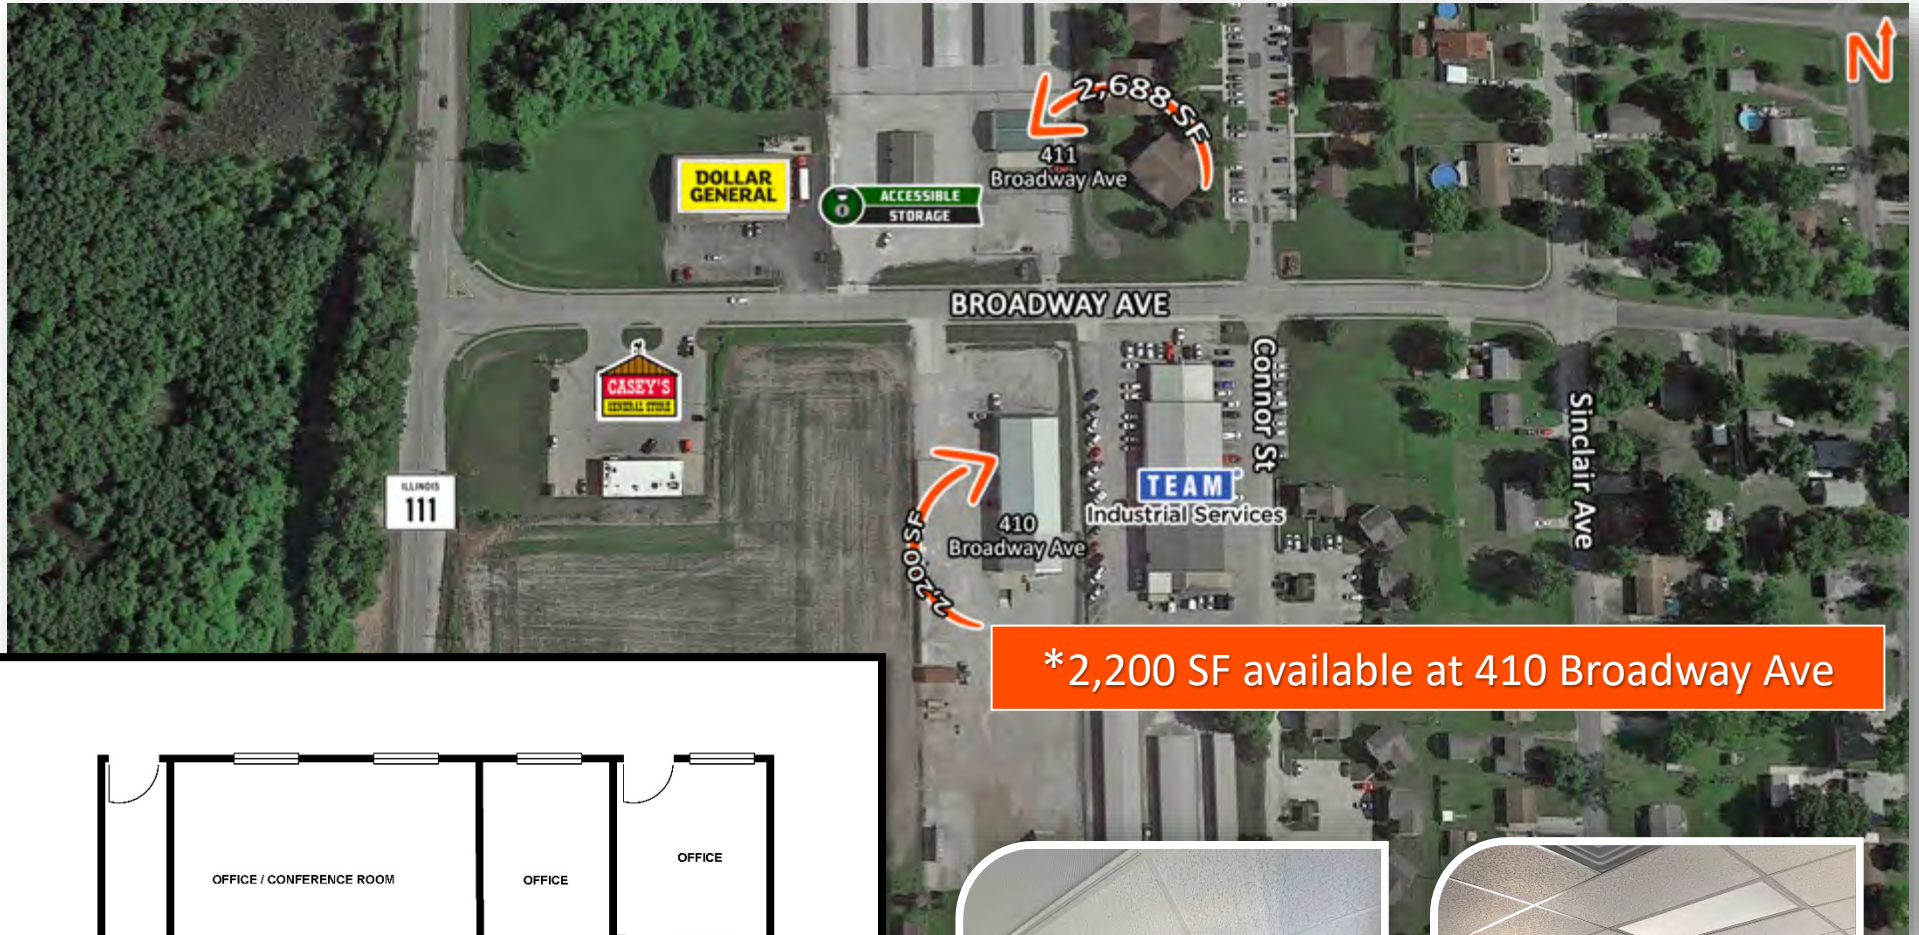 N
2,688 SF
411
Broadway Ave
DOLLAR
GENERAL
ACCESSIBLE
STORAGE
BROADWAY AVE
CASEY'S
GENERAL STORE
Connor St
Sinclair Ave
ILLINOIS
111
TEAM
Industrial Services
410
Broadway Ave
2,200 SF
*2,200 SF available at 410 Broadway Ave
OFFICE / CONFERENCE ROOM
OFFICE
OFFICE